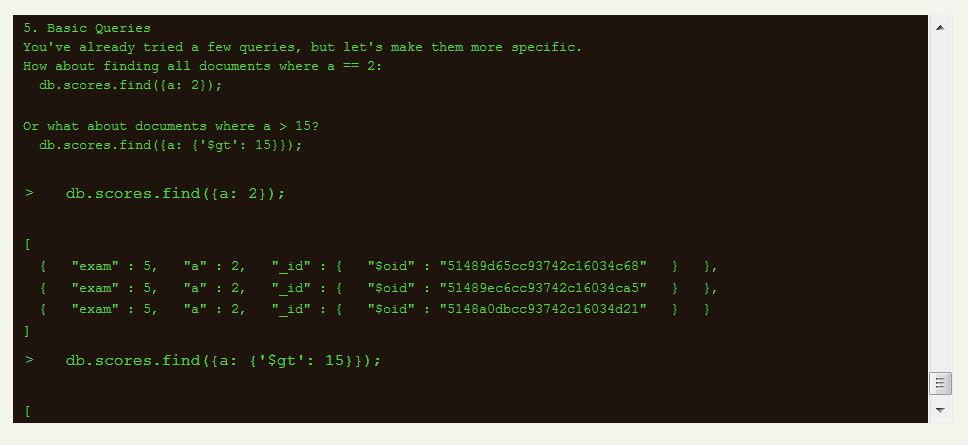 5. Basic Queries
You've already tried a few queries, but let's make them more specific.
How about finding all documents where a == 2:
db.scores.find({a: 2});
Or what about documents where a > 15?
db.scores.find({a: {'$gt': 15}});
> db.scores.find({a: 2});
[
{ "exam" : 5, "a" : 2, "_id" : { "$oid" : "51489d65cc93742c16034c68" } },
{ "exam" : 5, "a" : 2, "_id" : { "$oid" : "51489ec6cc93742c16034ca5" } },
{ "exam" : 5, "a" : 2, "_id" : { "$oid" : "5148a0dbcc93742c16034d21" } }
]
> db.scores.find({a: {'$gt': 15}});
[